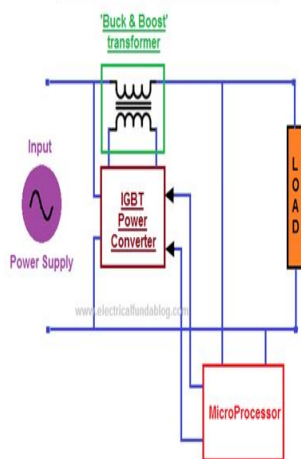 'Buck & Boost'
transformer
Input
Power Supply
IGBT
Power
Converter
L
O
A
D
www.electricalfundablog.com
MicroProcessor